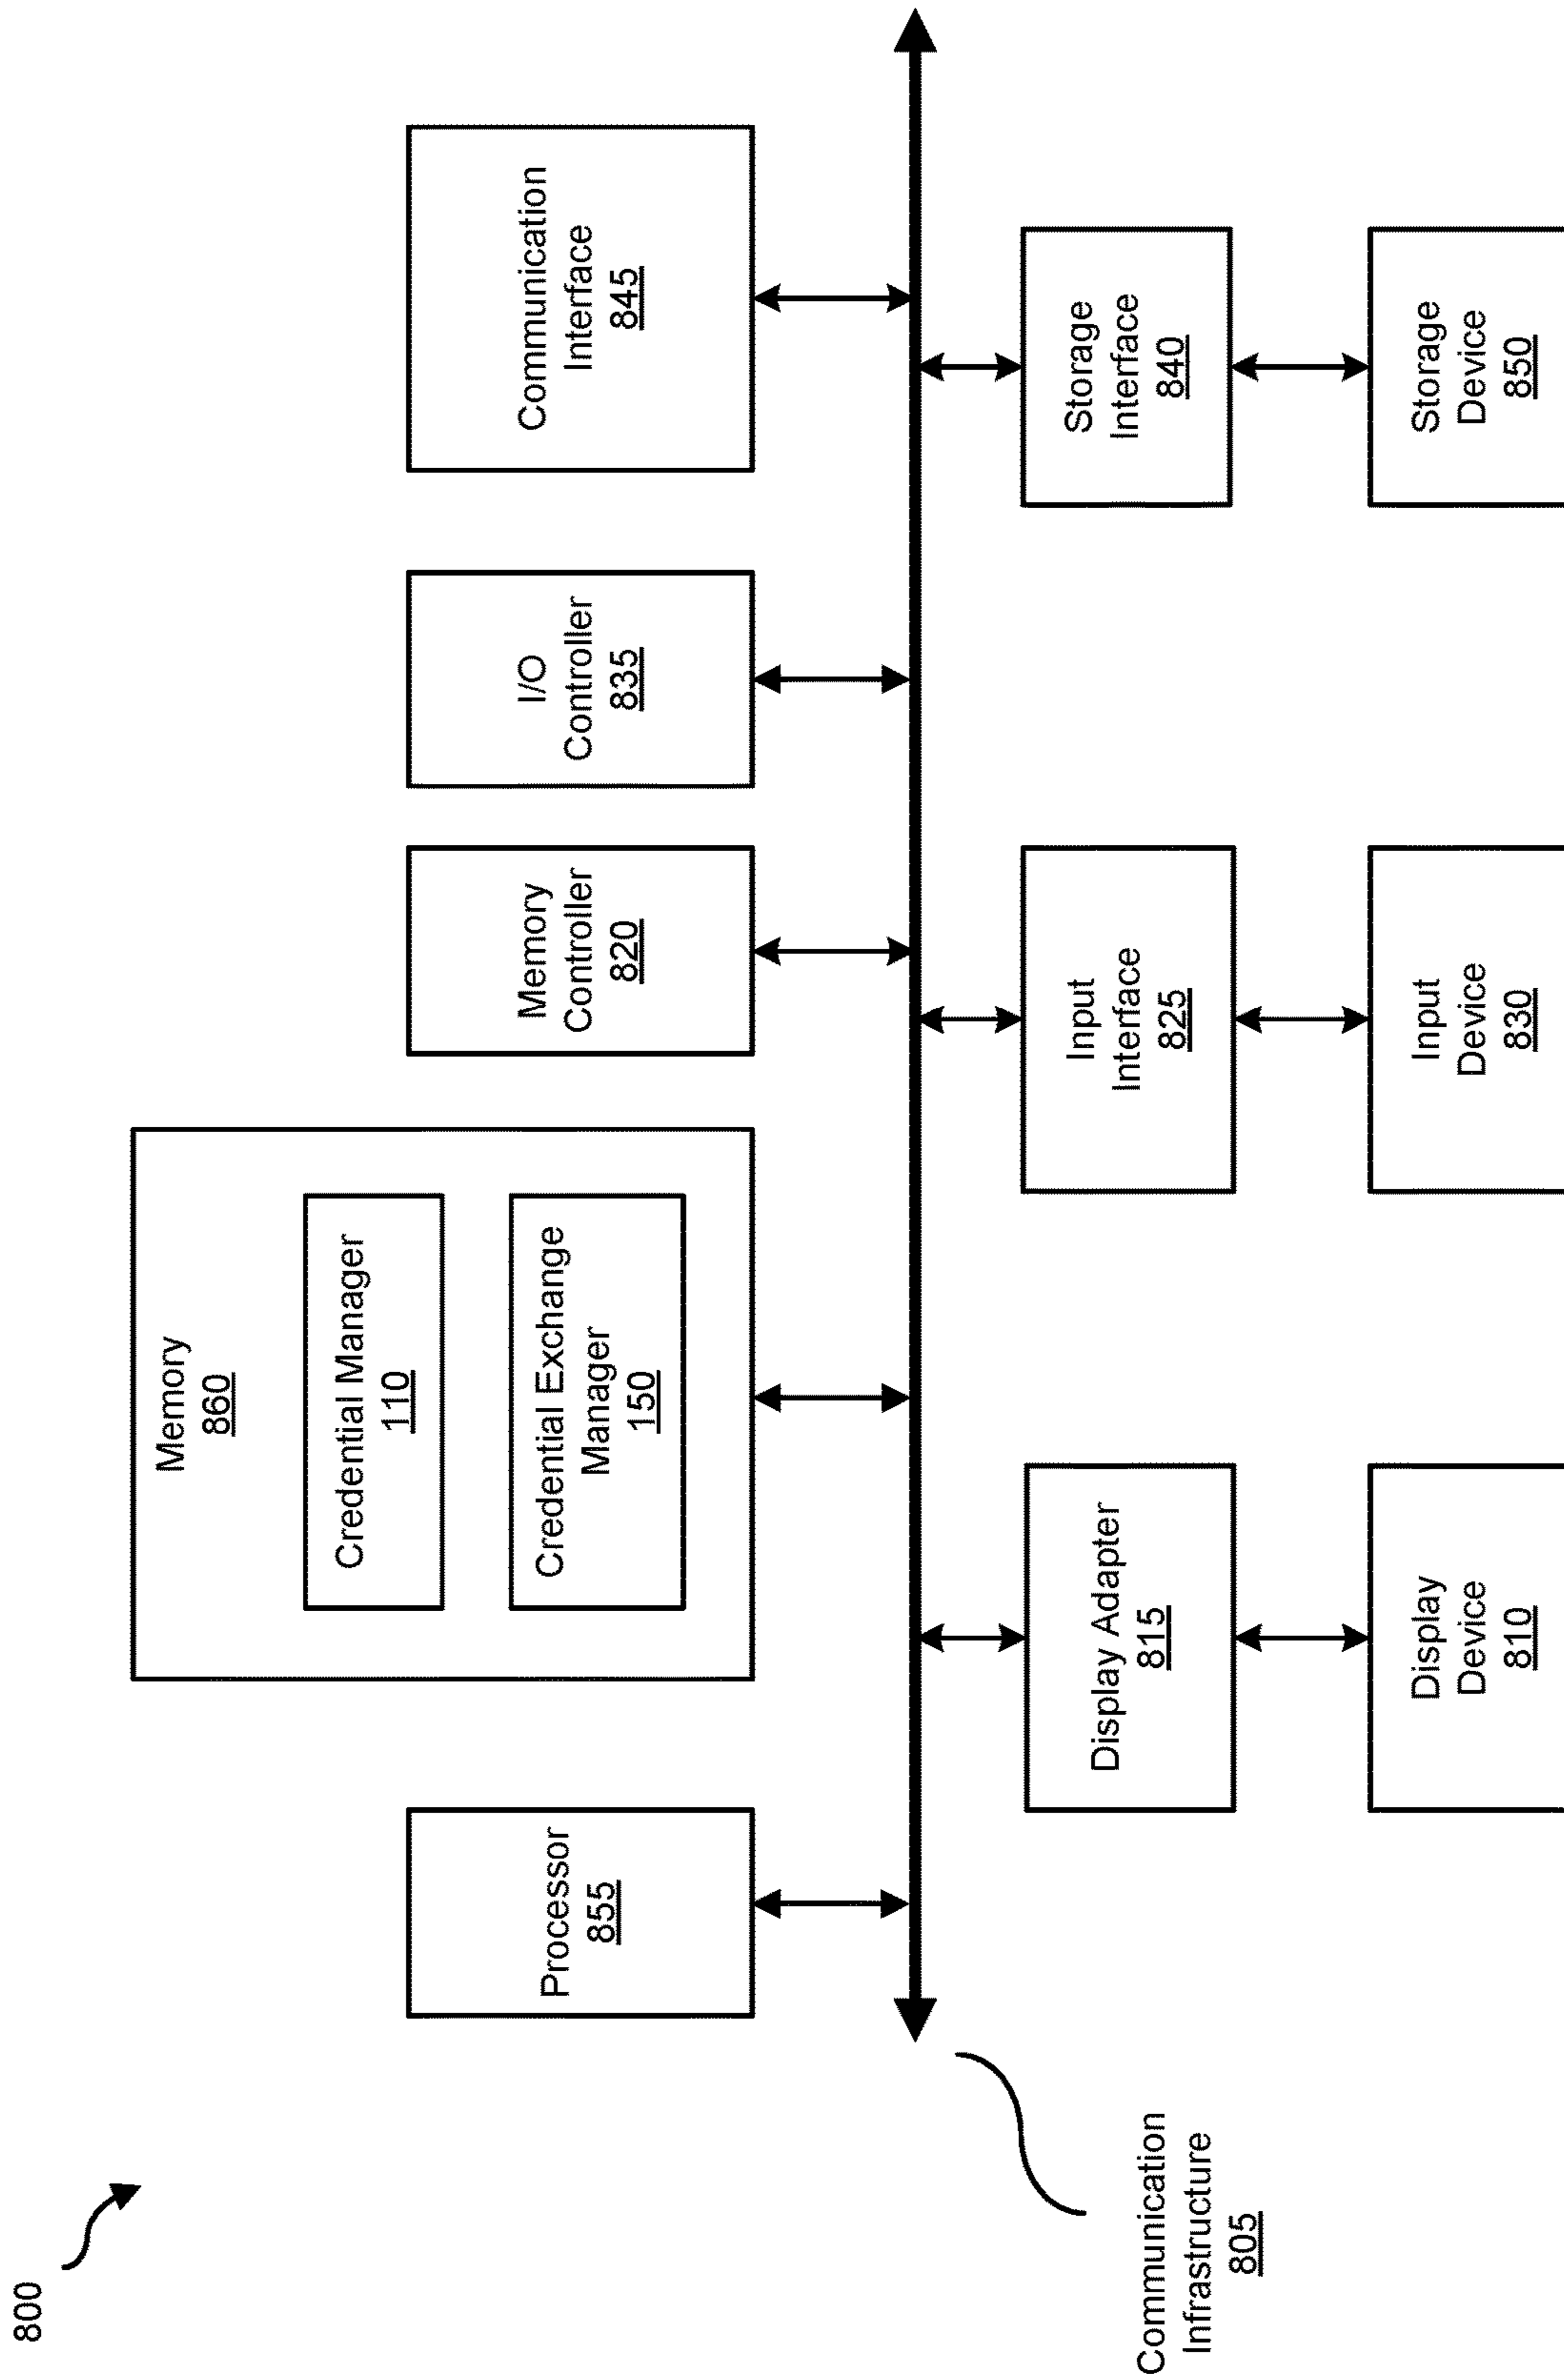 800
Processor
855
Memory
860
Credential Manager
110
Credential Exchange
Manager
150
Memory
Controller
820
I/O
Controller
835
Communication
Interface
845
Communication
Infrastructure
805
Display Adapter
815
Input
Interface
825
Storage
Interface
840
Display
Device
810
Input
Device
830
Storage
Device
850